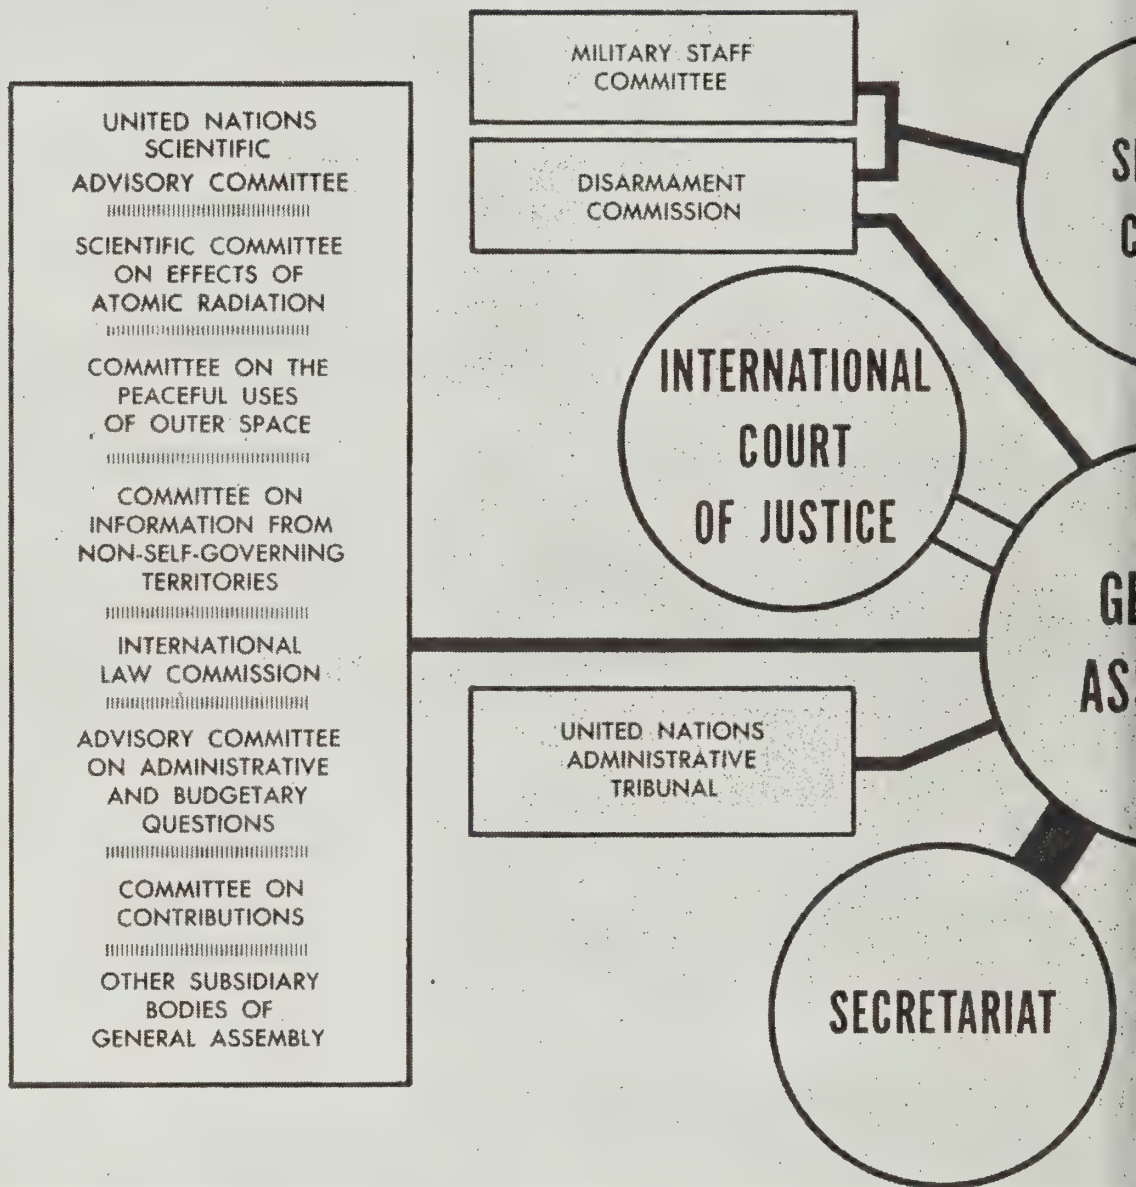 UNITED NATIONS
SCIENTIFIC
ADVISORY COMMITTEE
SCIENTIFIC COMMITTEE
ON EFFECTS OF
ATOMIC RADIATION
COMMITTEE ON THE
PEACEFUL USES
OF OUTER SPACE
COMMITTEE ON
INFORMATION FROM
NON-SELF-GOVERNING
TERRITORIES
INTERNATIONAL
LAW COMMISSION
ADVISORY COMMITTEE
ON ADMINISTRATIVE
AND BUDGETARY
QUESTIONS
COMMITTEE ON
CONTRIBUTIONS
OTHER SUBSIDIARY
BODIES OF
GENERAL ASSEMBLY
MILITARY STAFF
COMMITTEE
DISARMAMENT
COMMISSION
INTERNATIONAL
COURT
OF JUSTICE
UNITED NATIONS
ADMINISTRATIVE
TRIBUNAL
SECRETARIAT